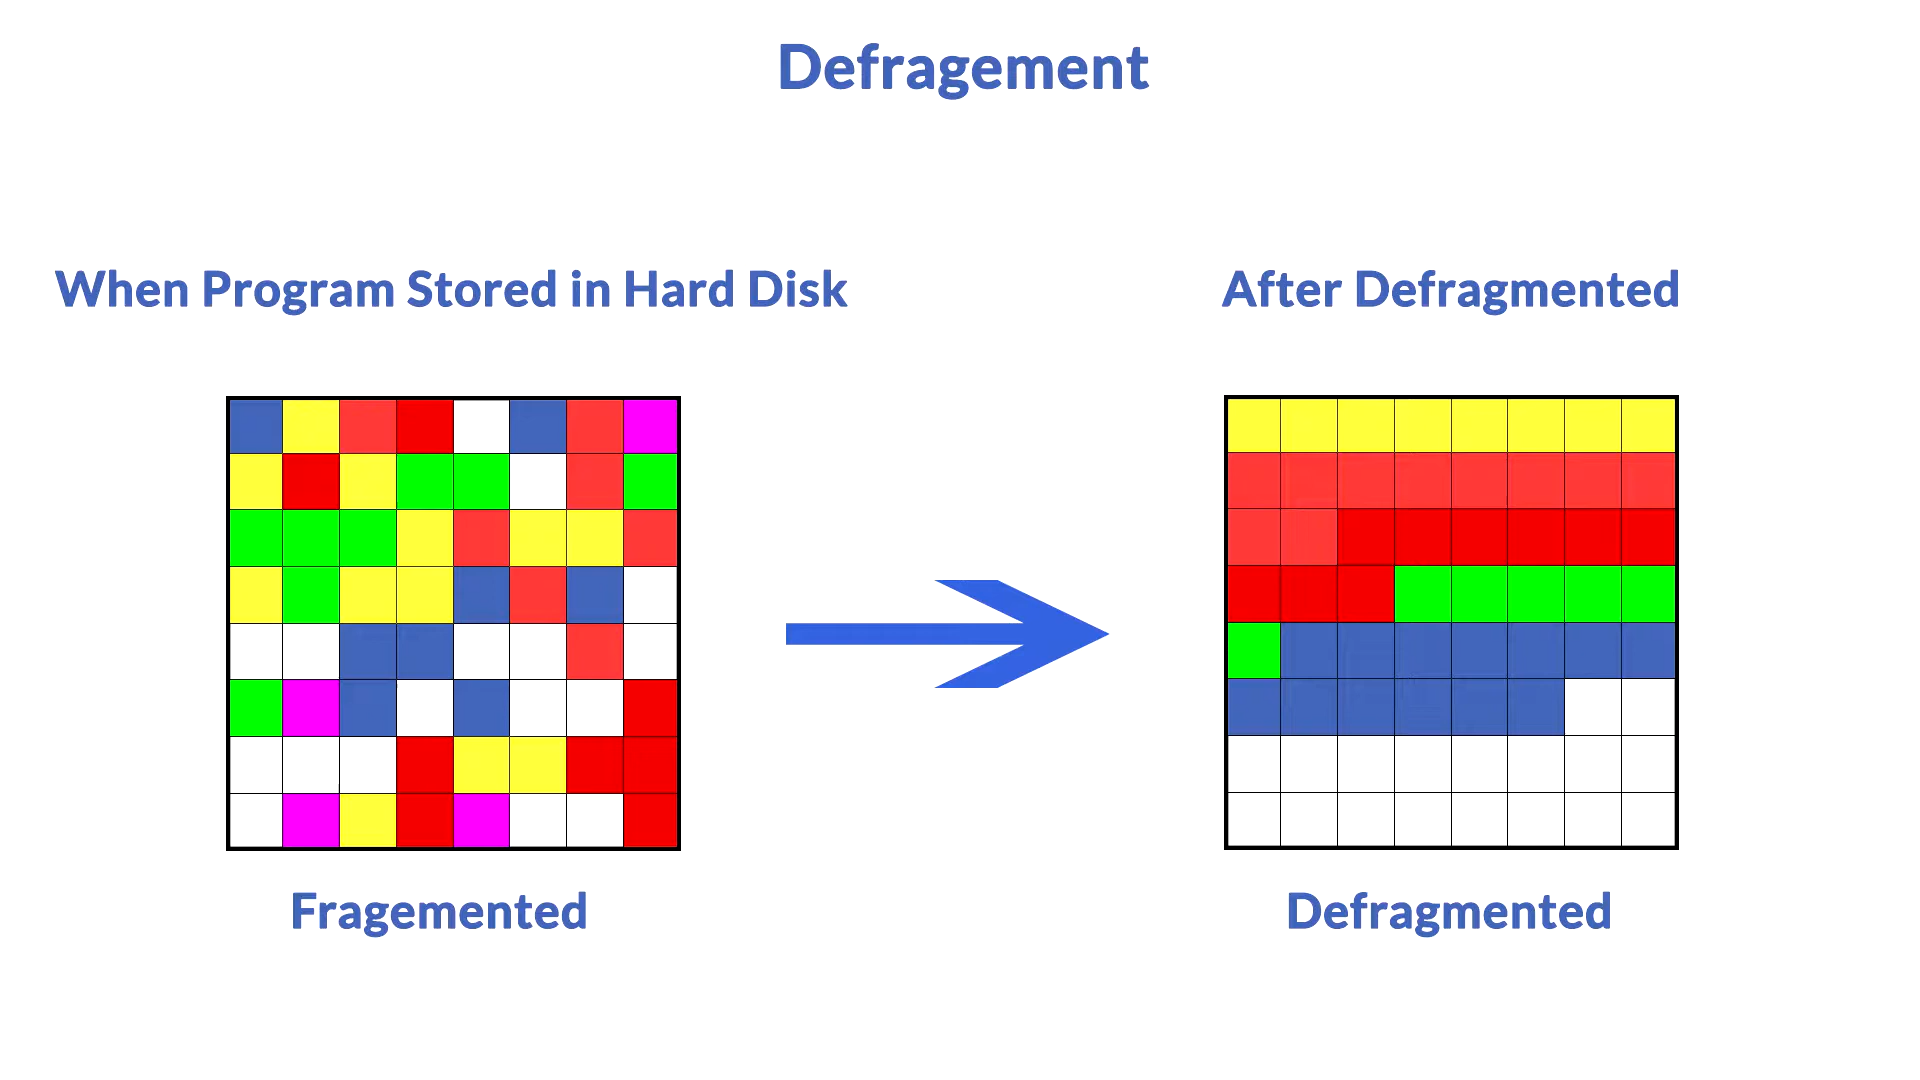 Defragement
When Program Stored in Hard Disk
After Defragmented
Fragemented
Defragmented